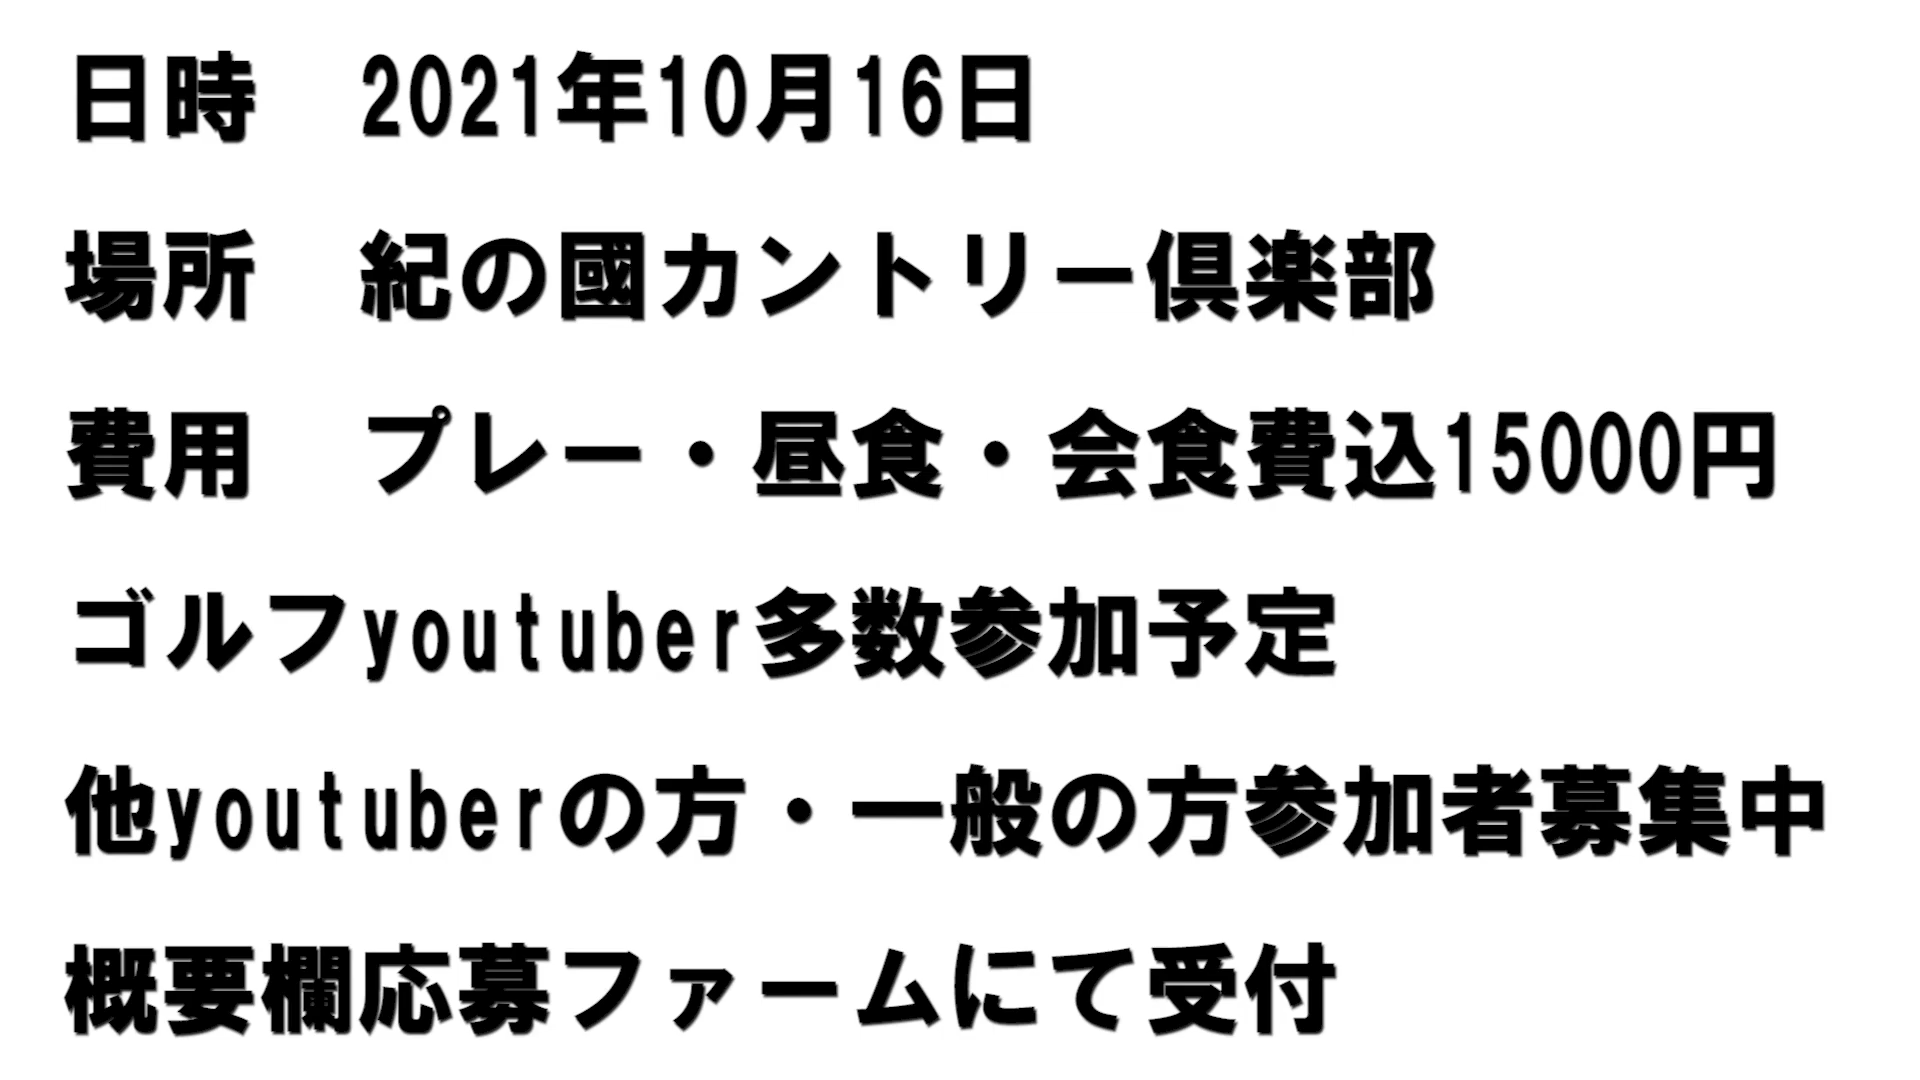 日時　2021年10月16日
場所　紀の國カントリー倶楽部
費用　プレー・昼食・会食費込15000円
ゴルフyoutuber多数参加予定
他youtuberの方・一般の方参加者募集中
概要欄応募ファームにて受付